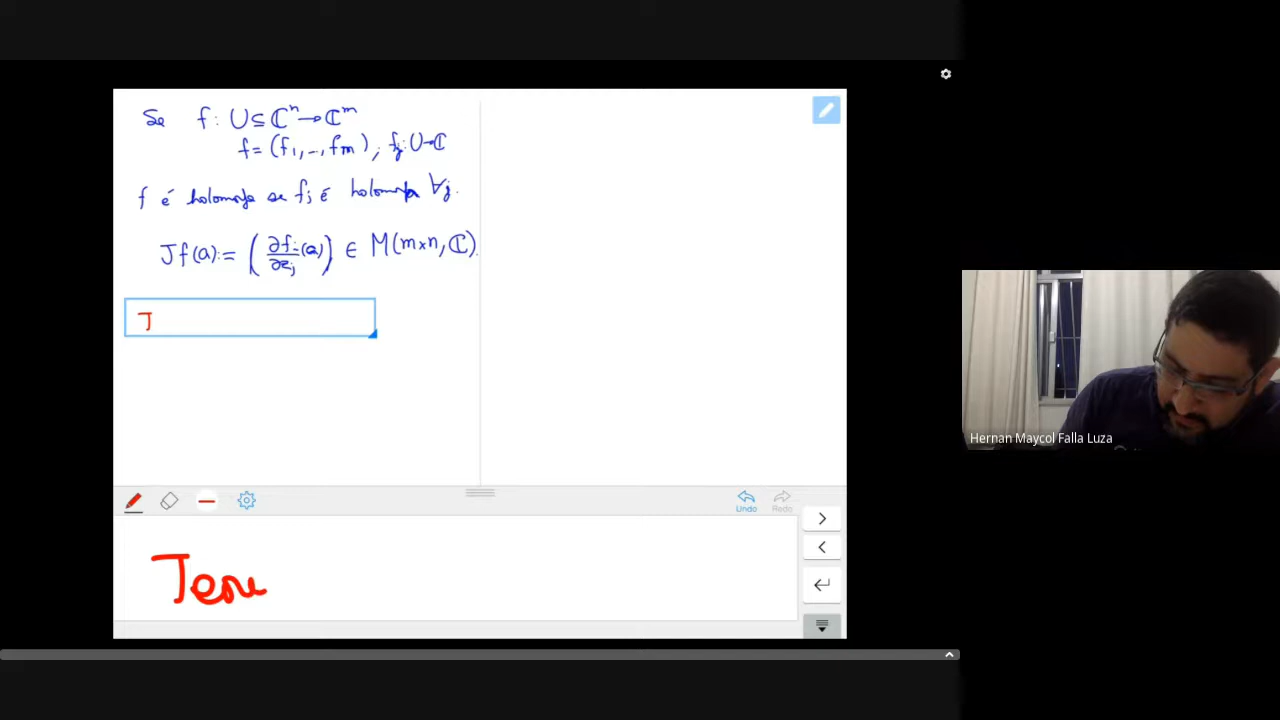 Se f: U ⊆ ℂⁿ → ℂᵐ
f = (f₁, ..., fₘ), fⱼ: U → ℂ
f é holomorfa se fⱼ é holomorfa ∀j.
Jf(a) := (∂fᵢ/∂zⱼ (a)) ∈ M(m×n, ℂ).
T
Hernan Maycol Falla Luza
Undo Redo